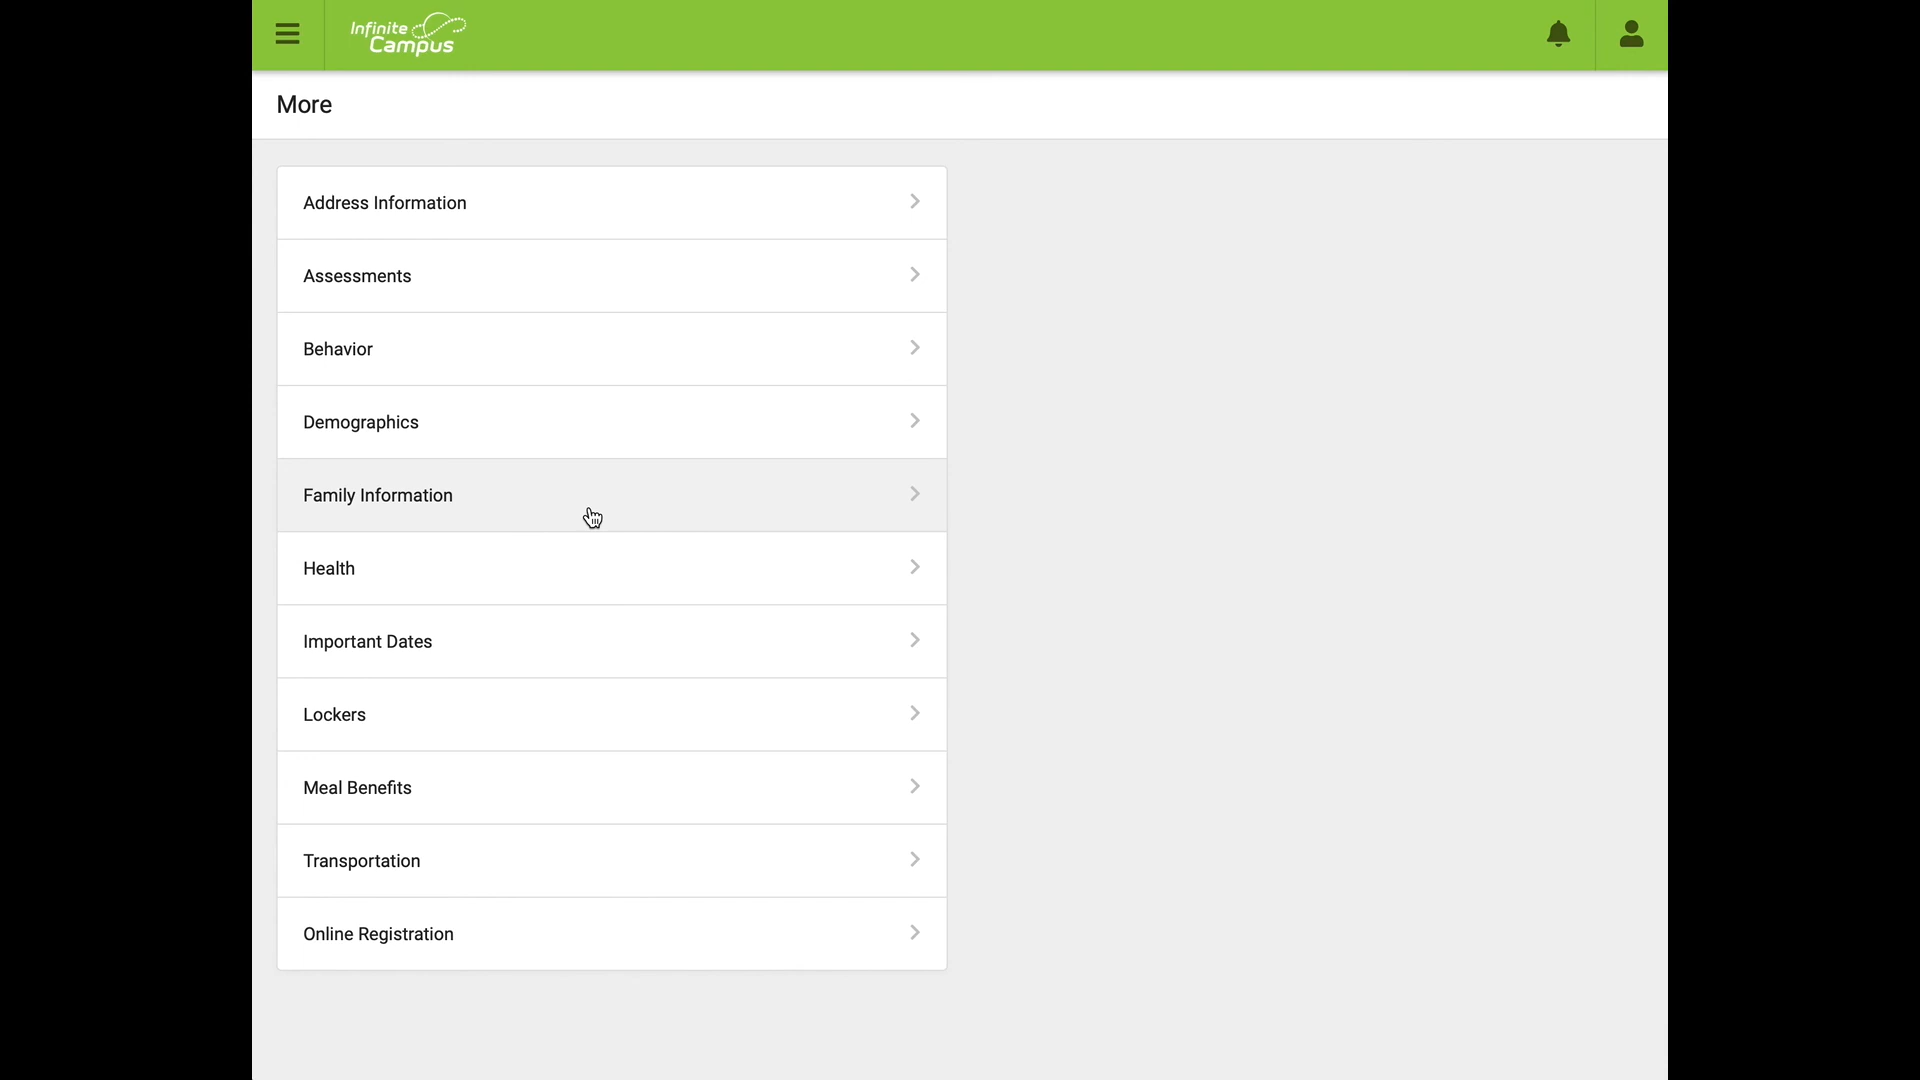 Infinite
Campus
More
Address Information
Assessments
Behavior
Demographics
Family Information
Health
Important Dates
Lockers
Meal Benefits
Transportation
Online Registration